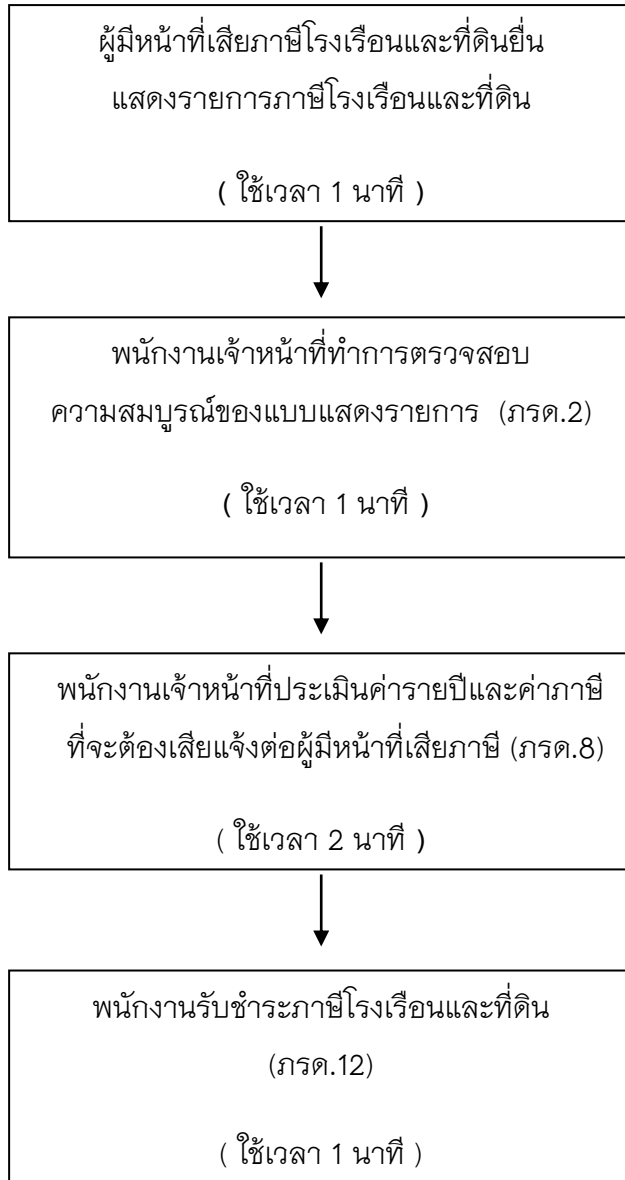 ผู้มีหน้าที่เสียภาษีโรงเรือนและที่ดินยื่น
แสดงรายการภาษีโรงเรือนและที่ดิน
( ใช้เวลา 1 นาที )
พนักงานเจ้าหน้าที่ทำการตรวจสอบ
ความสมบูรณ์ของแบบแสดงรายการ (ภรด.2)
( ใช้เวลา 1 นาที )
พนักงานเจ้าหน้าที่ประเมินค่ารายปีและค่าภาษี
ที่จะต้องเสียแจ้งต่อผู้มีหน้าที่เสียภาษี (ภรด.8)
( ใช้เวลา 2 นาที )
พนักงานรับชำระภาษีโรงเรือนและที่ดิน
(ภรด.12)
( ใช้เวลา 1 นาที )